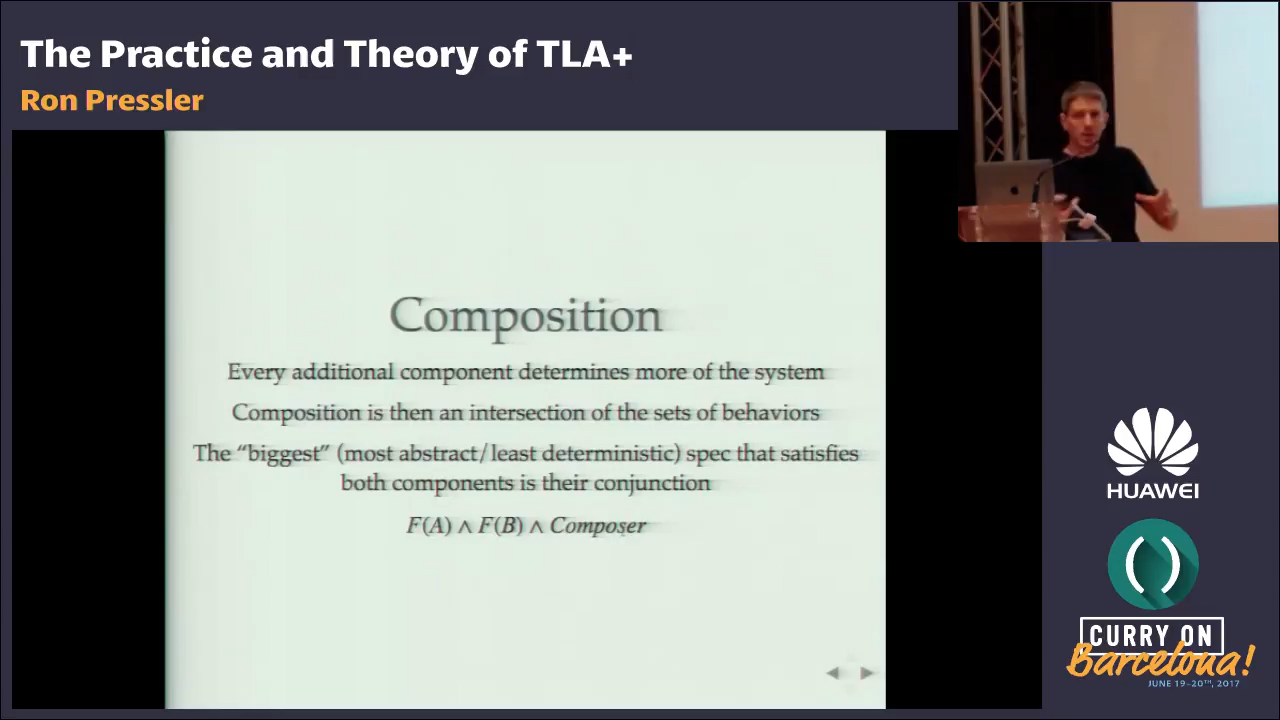 The Practice and Theory of TLA+
Ron Pressler
Composition
Every additional component determines more of the system
Composition is then an intersection of the sets of behaviors
The “biggest” (most abstract/least deterministic) spec that satisfies
both components is their conjunction
F(A) ∧ F(B) ∧ Composer
HUAWEI
CURRY ON
Barcelona!
JUNE 19-20TH, 2017